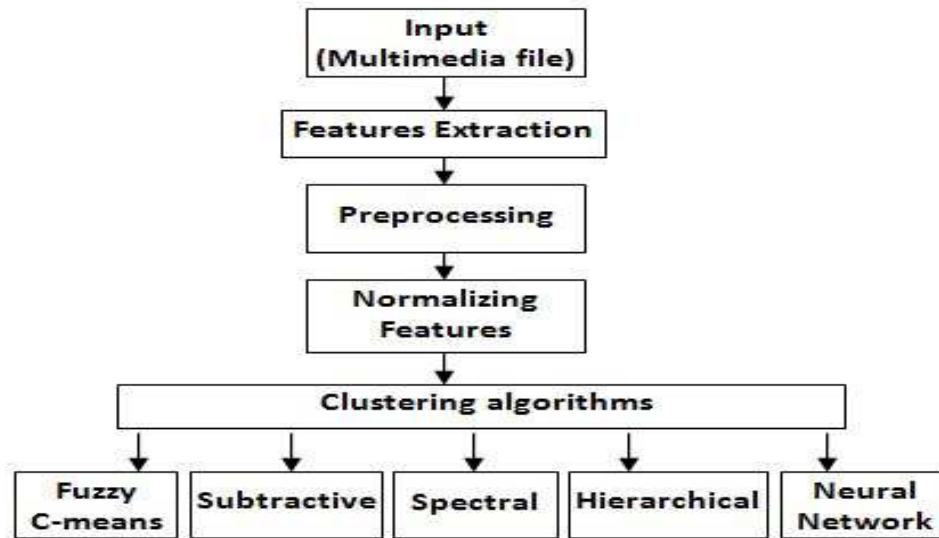 Input
(Multimedia file)
Features Extraction
Preprocessing
Normalizing
Features
Clustering algorithms
Fuzzy
C-means
Subtractive
Spectral
Hierarchical
Neural
Network